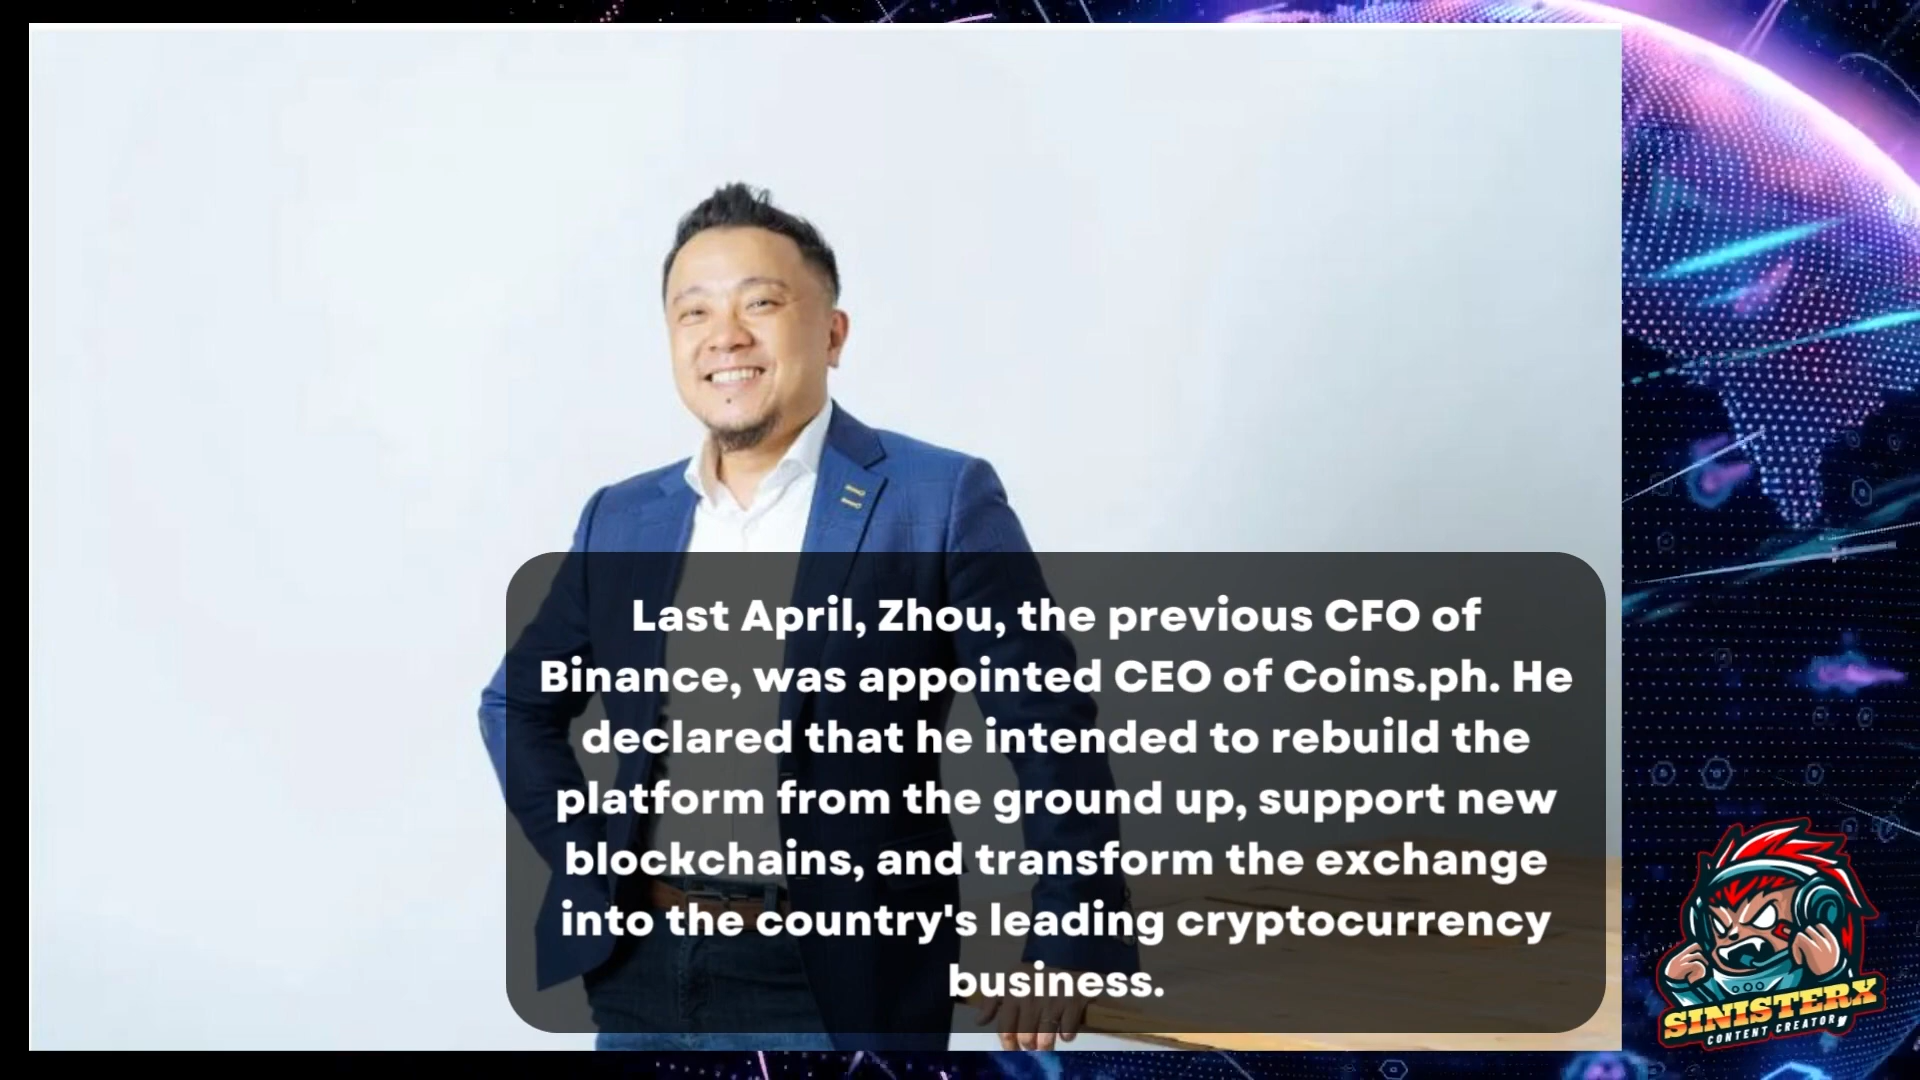 Last April, Zhou, the previous CFO of
Binance, was appointed CEO of Coins.ph. He
declared that he intended to rebuild the
platform from the ground up, support new
blockchains, and transform the exchange
into the country's leading cryptocurrency
business.
SINISTERX
CONTENT CREATOR